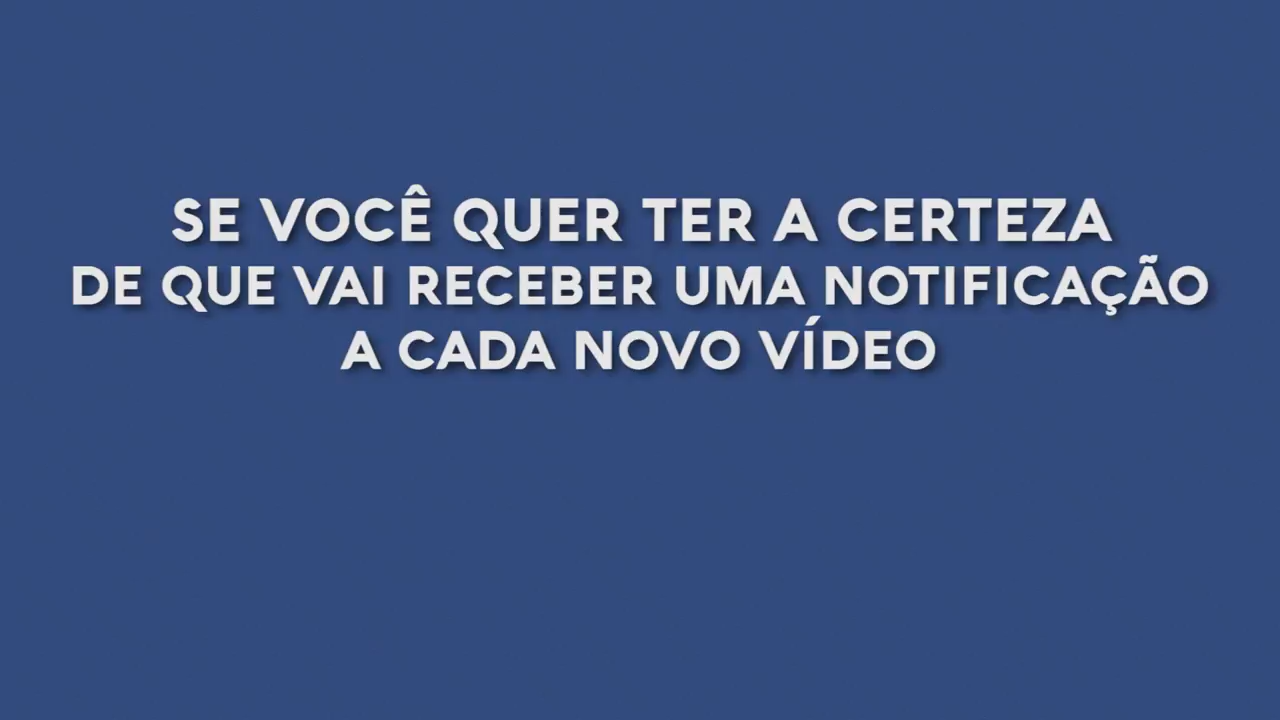 SE VOCÊ QUER TER A CERTEZA
DE QUE VAI RECEBER UMA NOTIFICAÇÃO
A CADA NOVO VÍDEO